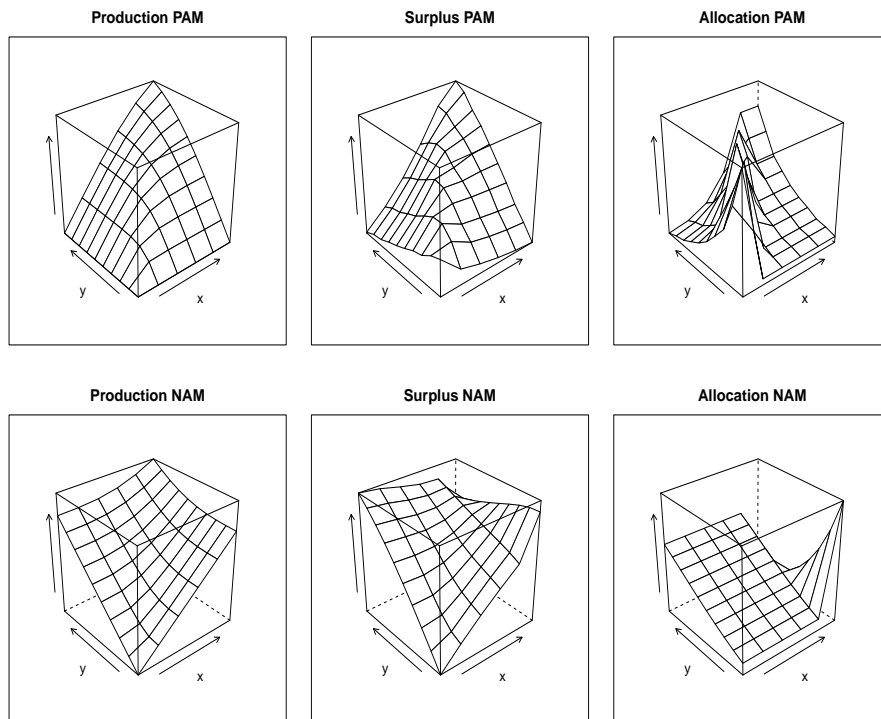 Production PAM
Surplus PAM
Allocation PAM
y
x
y
x
y
x
Production NAM
Surplus NAM
Allocation NAM
y
x
y
x
y
x